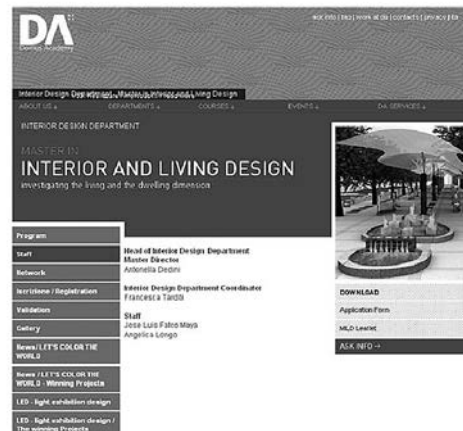 DA
Domus Academy
work at da | contacts | privacy | ita
Interior Design Department - Master in Interior and Living Design
ABOUT US
DEPARTMENTS
COURSES
EVENTS
DA SERVICES
INTERIOR DESIGN DEPARTMENT
MASTER IN
INTERIOR AND LIVING DESIGN
investigating the living and the dwelling dimension
Program
Staff
Network
Iscrizione / Registration
Validation
Gallery
News / LET'S COLOR THE
WORLD
News / LET'S COLOR THE
WORLD - Winning Projects
LED - light exhibition design
LED - light exhibition design /
The winning Projects
Head of Interior Design Department
Master Director
Antonella Dedini
Interior Design Department Coordinator
Francesca Tarditi
Staff
Jose Luis Falco Maya
Angelica Longo
DOWNLOAD
Application Form
MLD Leaflet
ASK INFO →